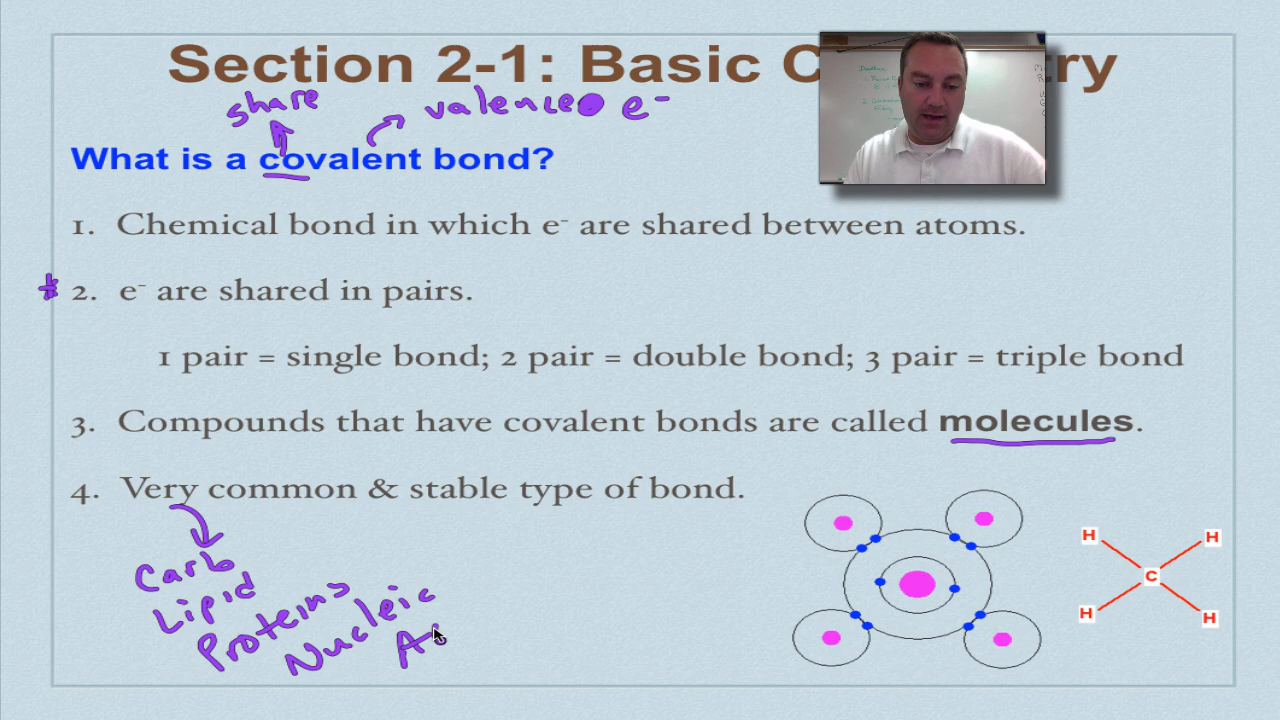 Section 2-1: Basic C try
share valence e-
What is a covalent bond?
1. Chemical bond in which e- are shared between atoms.
* 2. e- are shared in pairs.
1 pair = single bond; 2 pair = double bond; 3 pair = triple bond
3. Compounds that have covalent bonds are called molecules.
4. Very common & stable type of bond.
Carb
Lipid
Proteins
Nucleic
H H
C
H H